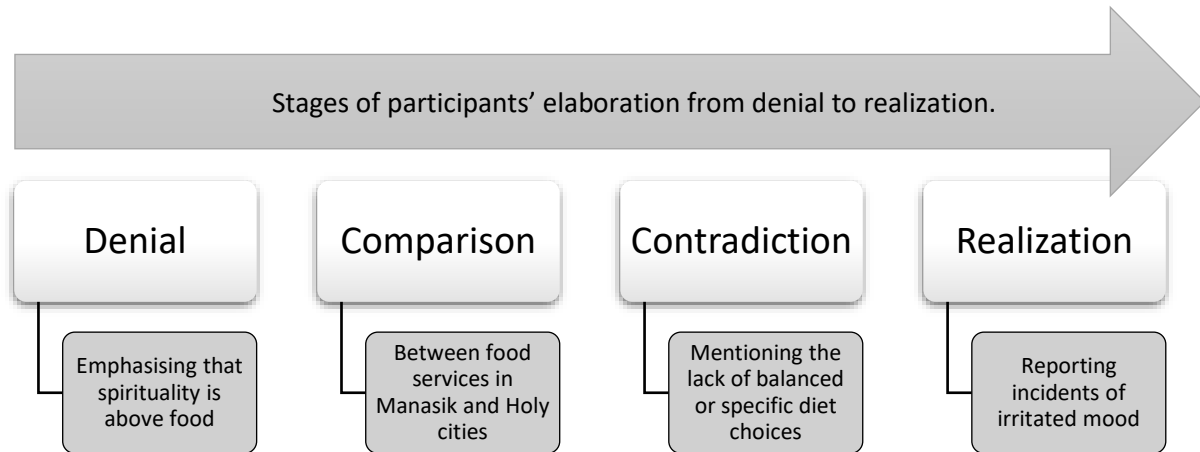 Stages of participants’ elaboration from denial to realization.
Denial
Comparison
Contradiction
Realization
Emphasising that
spirituality is
above food
Between food
services in
Manasik and Holy
cities
Mentioning the
lack of balanced
or specific diet
choices
Reporting
incidents of
irritated mood